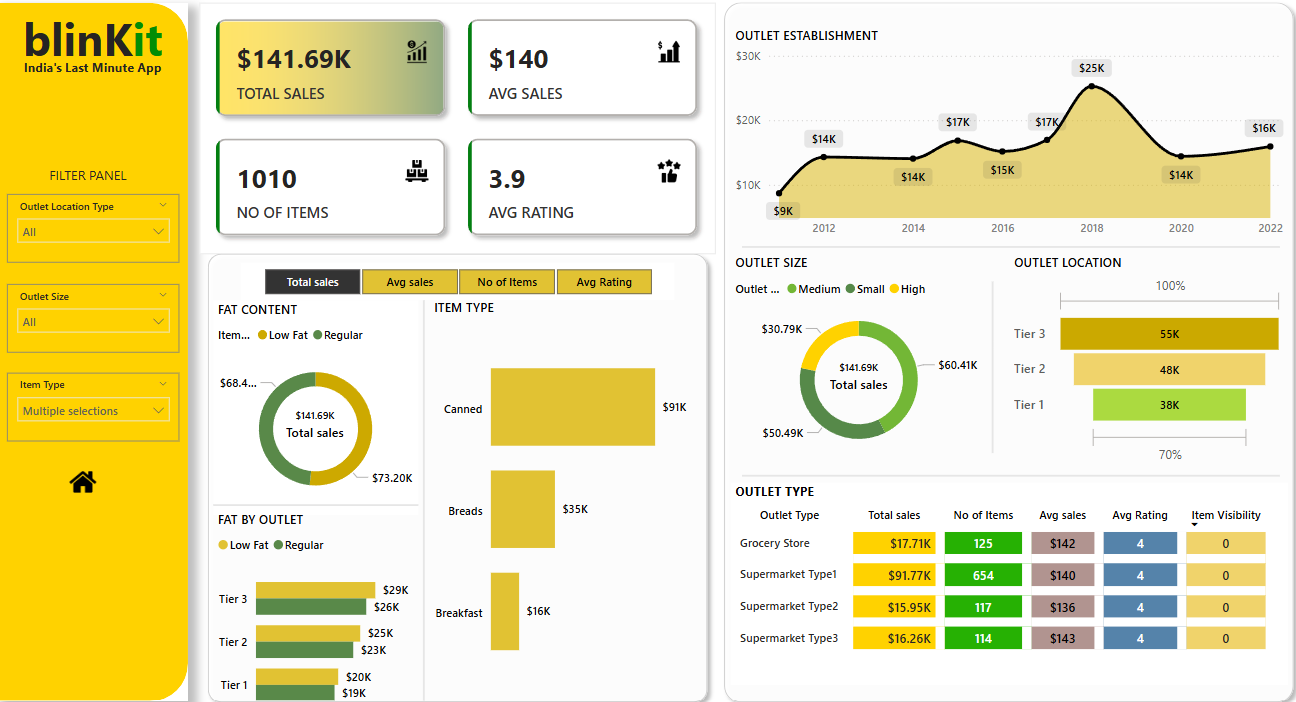 blinKit
India's Last Minute App
FILTER PANEL
Outlet Location Type
All
Outlet Size
All
Item Type
Multiple selections
$141.69K
TOTAL SALES
$140
AVG SALES
1010
NO OF ITEMS
3.9
AVG RATING
Total sales Avg sales No of Items Avg Rating
FAT CONTENT
Item... Low Fat Regular
$68.4...
$141.69K
Total sales
$73.20K
FAT BY OUTLET
Low Fat Regular
Tier 3 $29K
$26K
Tier 2 $25K
$23K
Tier 1 $20K
$19K
ITEM TYPE
Canned $91K
Breads $35K
Breakfast $16K
OUTLET ESTABLISHMENT
$30K
$20K
$10K
$9K
$14K
$14K
$17K
$15K
$17K
$25K
$14K
$16K
2012 2014 2016 2018 2020 2022
OUTLET SIZE
Outlet ... Medium Small High
$30.79K
$141.69K
Total sales
$60.41K
$50.49K
OUTLET LOCATION
100%
Tier 3 55K
Tier 2 48K
Tier 1 38K
70%
OUTLET TYPE
Outlet Type Total sales No of Items Avg sales Avg Rating Item Visibility
Grocery Store $17.71K 125 $142 4 0
Supermarket Type1 $91.77K 654 $140 4 0
Supermarket Type2 $15.95K 117 $136 4 0
Supermarket Type3 $16.26K 114 $143 4 0